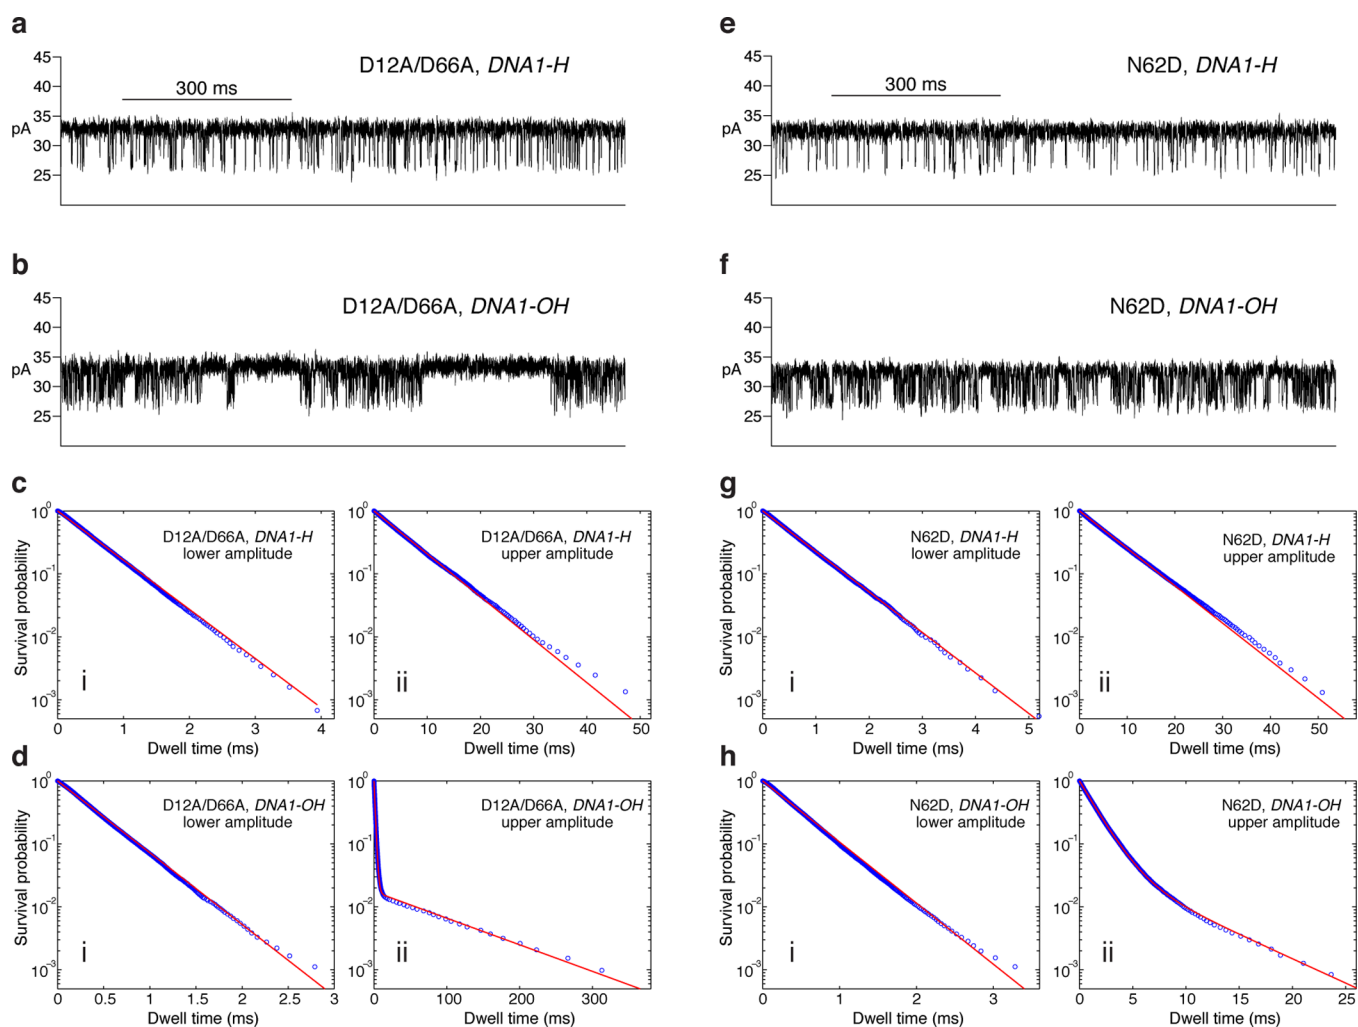 a
D12A/D66A, DNA1-H
300 ms
45
40
35
pA
30
25
e
N62D, DNA1-H
300 ms
45
40
35
pA
30
25
b
D12A/D66A, DNA1-OH
45
40
35
pA
30
25
f
N62D, DNA1-OH
45
40
35
pA
30
25
c
Survival probability
10^0
10^-1
10^-2
10^-3
D12A/D66A, DNA1-H
lower amplitude
i
0 1 2 3 4
Dwell time (ms)
10^0
10^-1
10^-2
10^-3
D12A/D66A, DNA1-H
upper amplitude
ii
0 10 20 30 40 50
Dwell time (ms)
g
Survival probability
10^0
10^-1
10^-2
10^-3
N62D, DNA1-H
lower amplitude
i
0 1 2 3 4 5
Dwell time (ms)
10^0
10^-1
10^-2
10^-3
N62D, DNA1-H
upper amplitude
ii
0 10 20 30 40 50
Dwell time (ms)
d
Survival probability
10^0
10^-1
10^-2
10^-3
D12A/D66A, DNA1-OH
lower amplitude
i
0 0.5 1 1.5 2 2.5 3
Dwell time (ms)
10^0
10^-1
10^-2
10^-3
D12A/D66A, DNA1-OH
upper amplitude
ii
0 100 200 300
Dwell time (ms)
h
Survival probability
10^0
10^-1
10^-2
10^-3
N62D, DNA1-OH
lower amplitude
i
0 1 2 3
Dwell time (ms)
10^0
10^-1
10^-2
10^-3
N62D, DNA1-OH
upper amplitude
ii
0 5 10 15 20 25
Dwell time (ms)